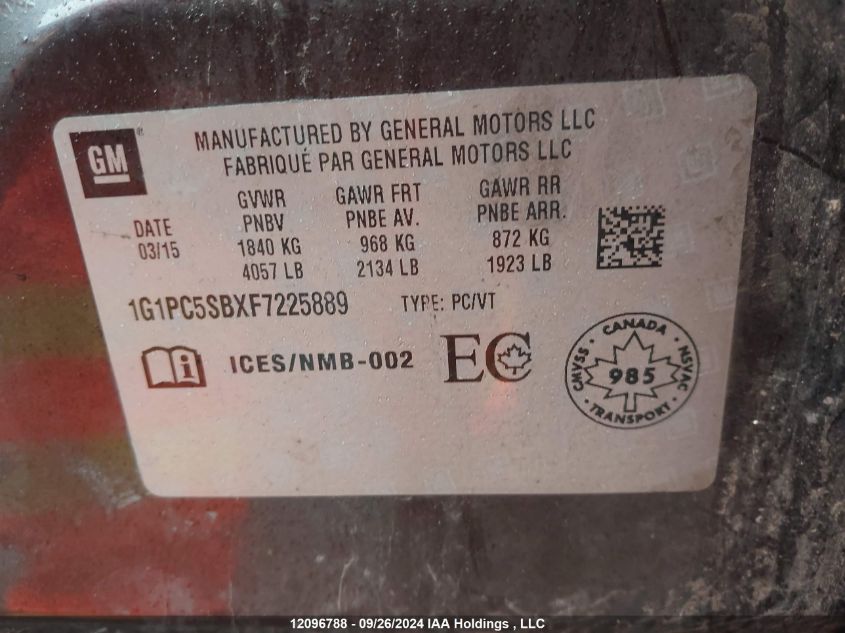 GM®
MANUFACTURED BY GENERAL MOTORS LLC
FABRIQUÉ PAR GENERAL MOTORS LLC
GVWR GAWR FRT GAWR RR
DATE PNBV PNBE AV. PNBE ARR.
03/15 1840 KG 968 KG 872 KG
4057 LB 2134 LB 1923 LB
1G1PC5SBXF7225889 TYPE: PC/VT
i ICES/NMB-002 EC
CANADA
CMVSS 985 NSVAC
TRANSPORT
12096788 - 09/26/2024 IAA Holdings , LLC